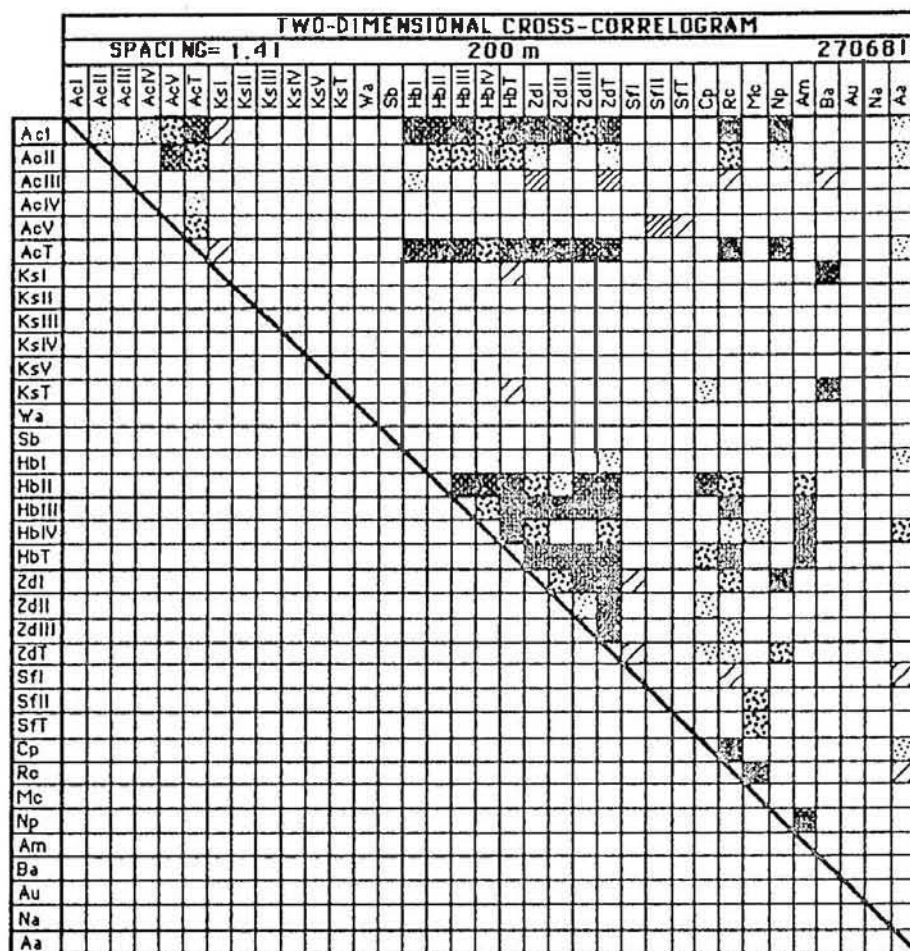 TWO-DIMENSIONAL CROSS-CORRELOGRAM
SPACING= 1.41 200 m 270681
AcI AcII AcIII AcIV AcV AcT KsI KsII KsIII KsIV KsV KsT Wa Sb HbI HbII HbIII HbIV HbT ZdI ZdII ZdIII ZdT SfI SfII SfT Cp Rc Mc Np Am Ba Au Na Aa
AcI
AcII
AcIII
AcIV
AcV
AcT
KsI
KsII
KsIII
KsIV
KsV
KsT
Wa
Sb
HbI
HbII
HbIII
HbIV
HbT
ZdI
ZdII
ZdIII
ZdT
SfI
SfII
SfT
Cp
Rc
Mc
Np
Am
Ba
Au
Na
Aa